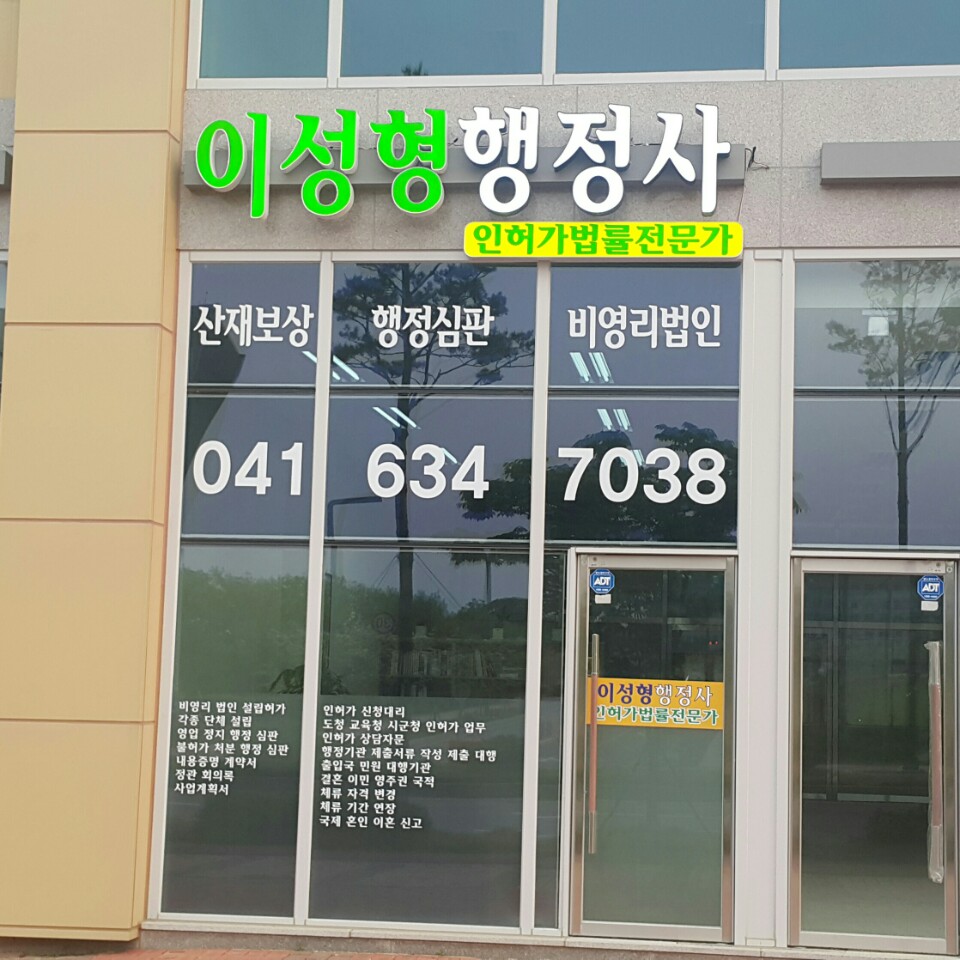 이성형행정사
인허가법률전문가
산재보상 행정심판 비영리법인
041 634 7038
ADT
ADT
이성형행정사
인허가법률전문가
비영리 법인 설립허가
각종 단체 설립
영업 정지 행정 심판
불허가 처분 행정 심판
내용증명 계약서
정관 회의록
사업계획서
인허가 신청대리
도청 교육청 시군청 인허가 업무
인허가 상담자문
행정기관 제출서류 작성 제출 대행
출입국 민원 대행기관
결혼 이민 영주권 국적
체류 자격 변경
체류 기간 연장
국제 혼인 이혼 신고